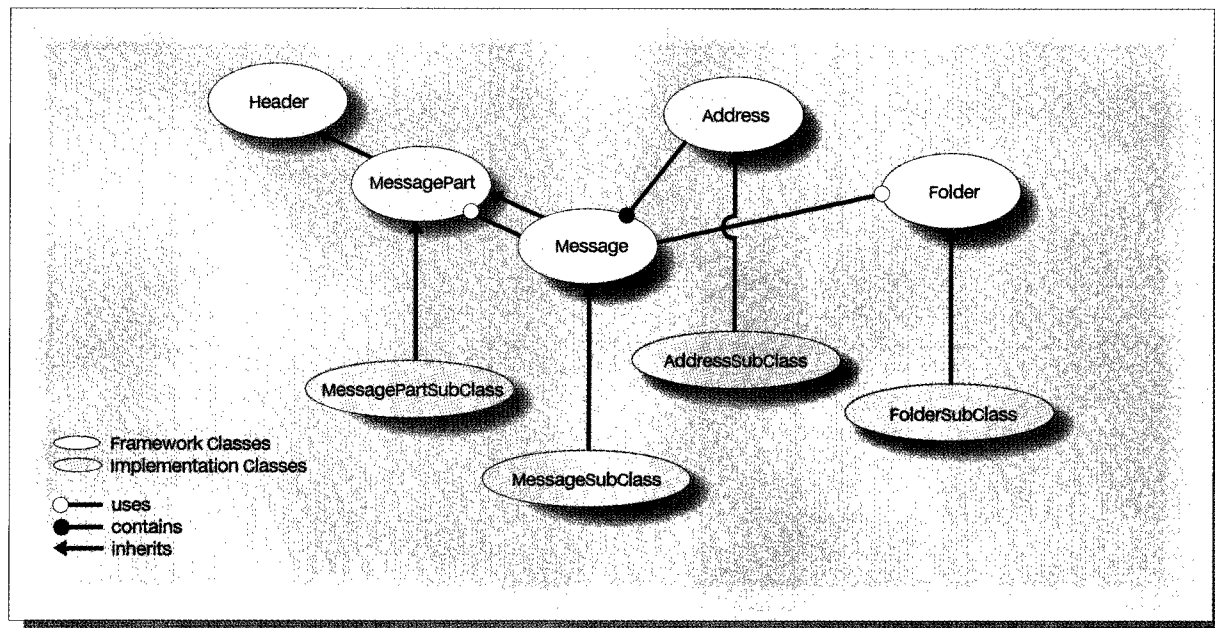 Header
Address
MessagePart
Folder
Message
AddressSubClass
MessagePartSubClass
FolderSubClass
MessageSubClass
Framework Classes
Implementation Classes
uses
contains
inherits